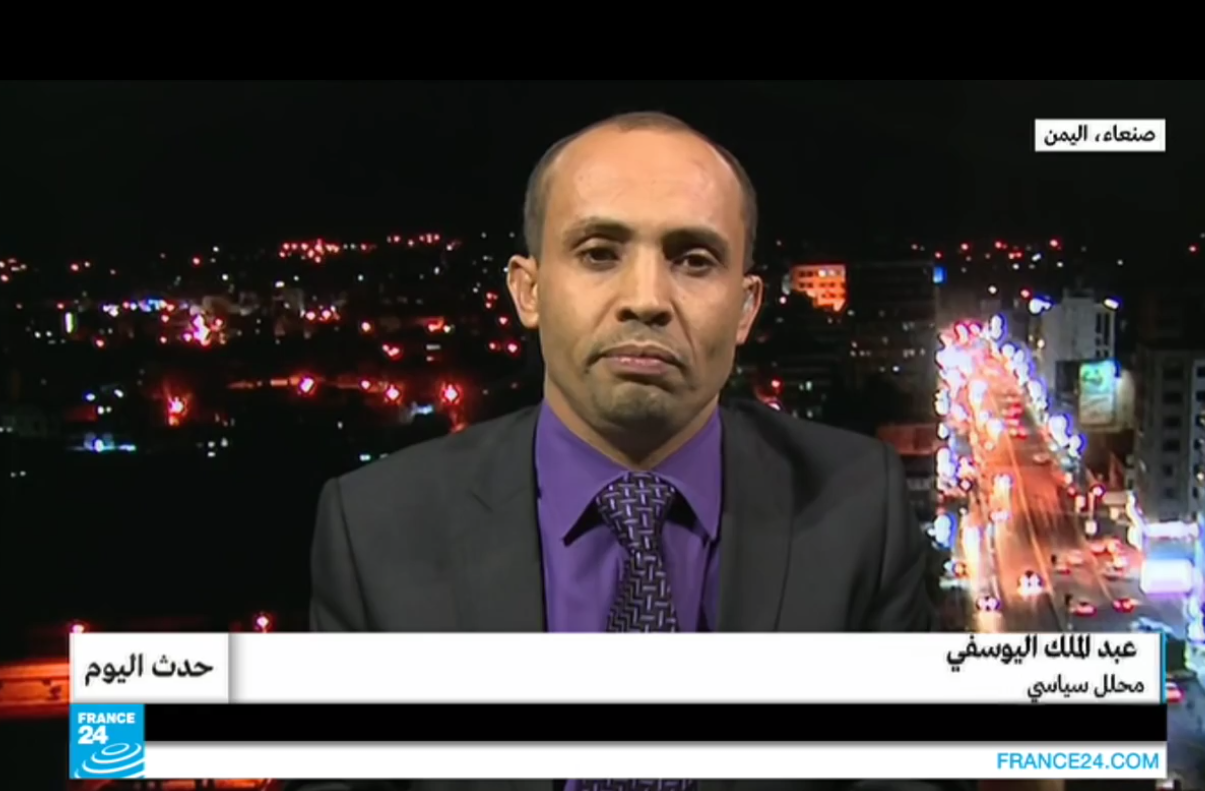 صنعاء، اليمن
عبد الملك اليوسفي
محلل سياسي
حدث اليوم
FRANCE
24
FRANCE24.COM